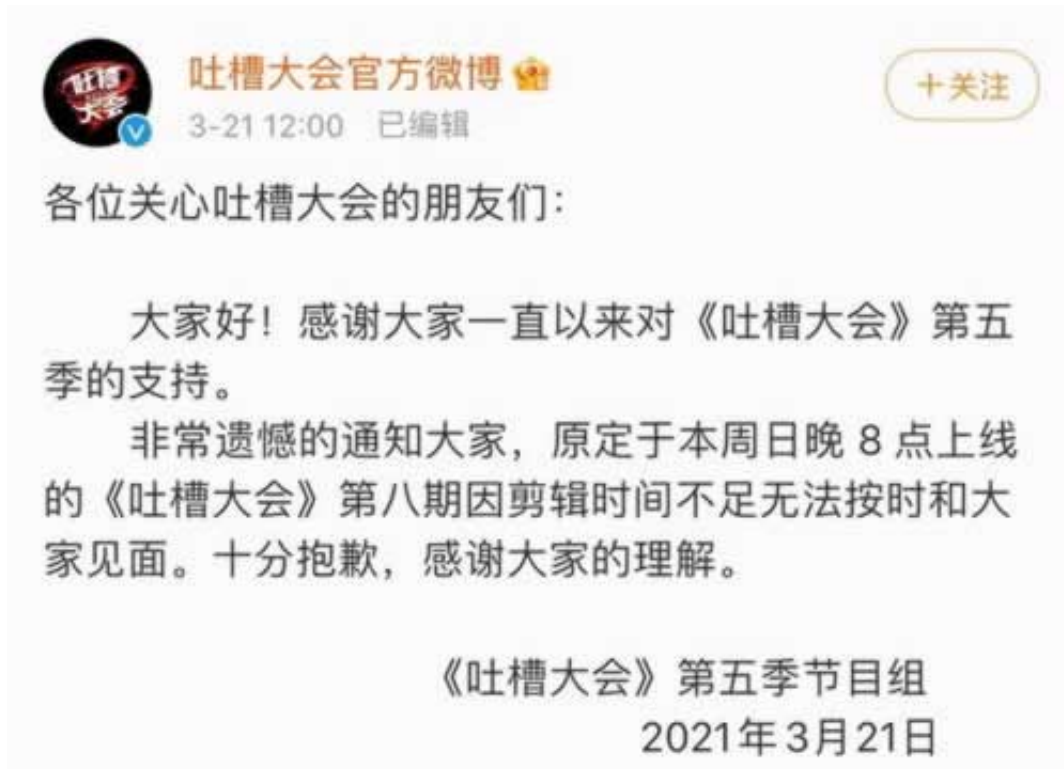 吐槽大会
吐槽大会官方微博
+关注
3-21 12:00 已编辑
各位关心吐槽大会的朋友们：
大家好！感谢大家一直以来对《吐槽大会》第五
季的支持。
非常遗憾的通知大家，原定于本周日晚 8 点上线
的《吐槽大会》第八期因剪辑时间不足无法按时和大
家见面。十分抱歉，感谢大家的理解。
《吐槽大会》第五季节目组
2021年3月21日